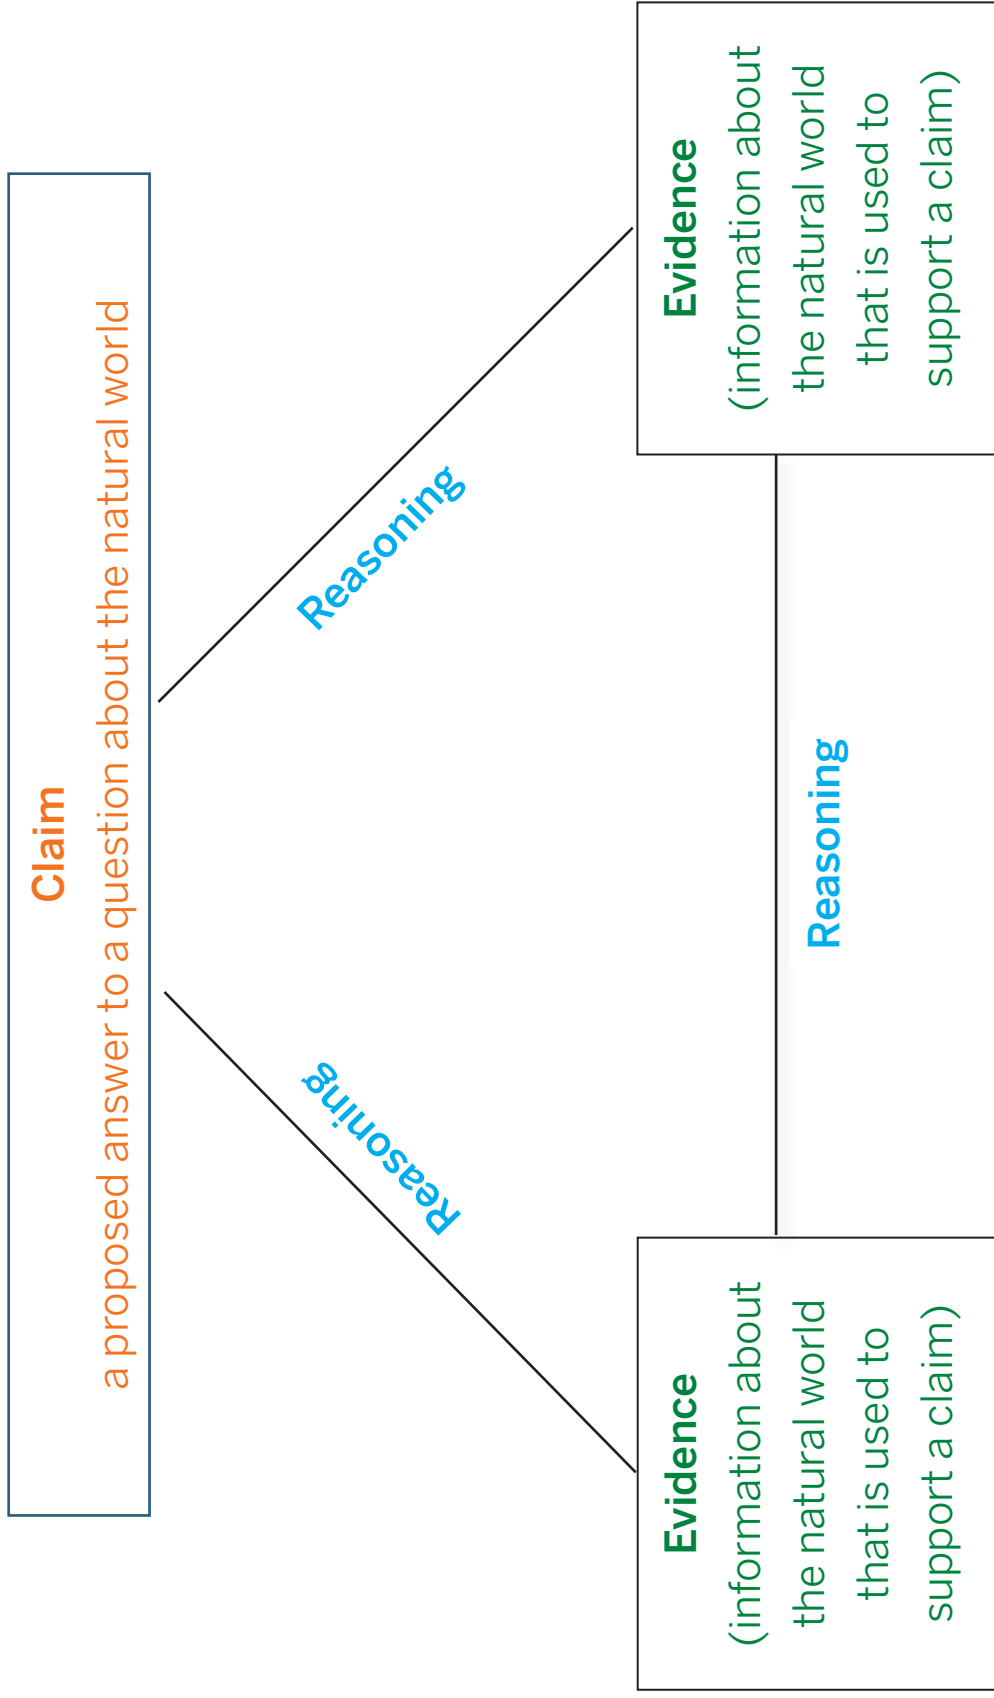 Claim
a proposed answer to a question about the natural world
Reasoning
Reasoning
Evidence
(information about
the natural world
that is used to
support a claim)
Reasoning
Evidence
(information about
the natural world
that is used to
support a claim)